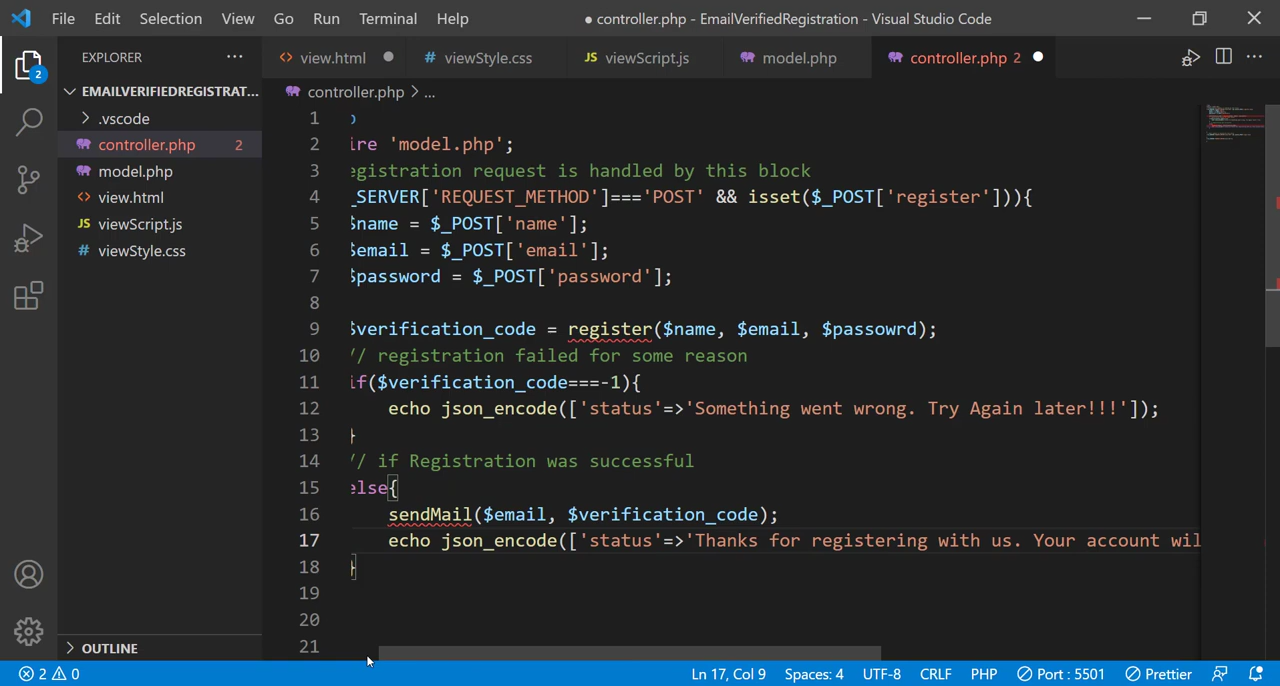 File Edit Selection View Go Run Terminal Help
● controller.php - EmailVerifiedRegistration - Visual Studio Code
EXPLORER ···
view.html
# viewStyle.css
JS viewScript.js
model.php
controller.php 2
2
EMAILVERIFIEDREGISTRAT...
controller.php > ...
.vscode
controller.php 2
model.php
view.html
JS viewScript.js
# viewStyle.css
1
2 ire 'model.php';
3 egistration request is handled by this block
4 _SERVER['REQUEST_METHOD']==='POST' && isset($_POST['register'])){
5 $name = $_POST['name'];
6 $email = $_POST['email'];
7 $password = $_POST['password'];
8
9 $verification_code = register($name, $email, $passowrd);
10 // registration failed for some reason
11 if($verification_code===-1){
12 echo json_encode(['status'=>'Something went wrong. Try Again later!!!']);
13 }
14 // if Registration was successful
15 else{
16 sendMail($email, $verification_code);
17 echo json_encode(['status'=>'Thanks for registering with us. Your account wil
18 }
19
20
21
OUTLINE
2 0
Ln 17, Col 9 Spaces: 4 UTF-8 CRLF PHP Port : 5501 Prettier